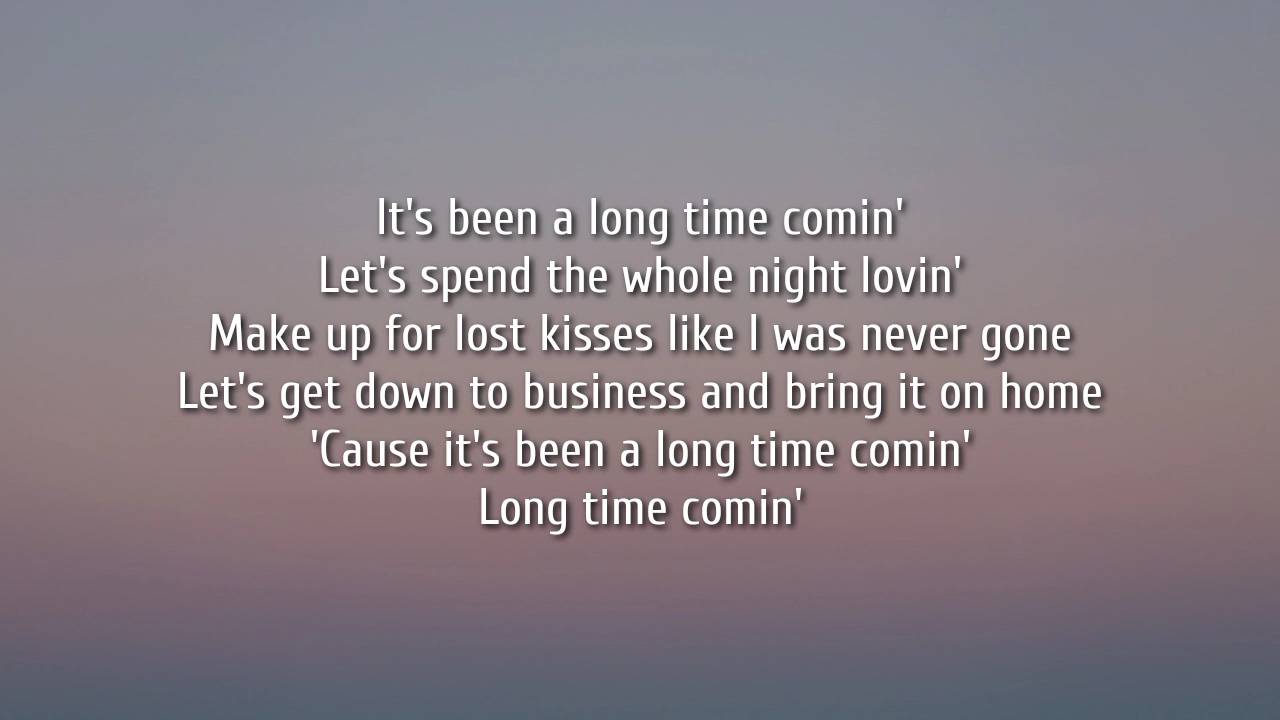 It's been a long time comin'
Let's spend the whole night lovin'
Make up for lost kisses like I was never gone
Let's get down to business and bring it on home
'Cause it's been a long time comin'
Long time comin'